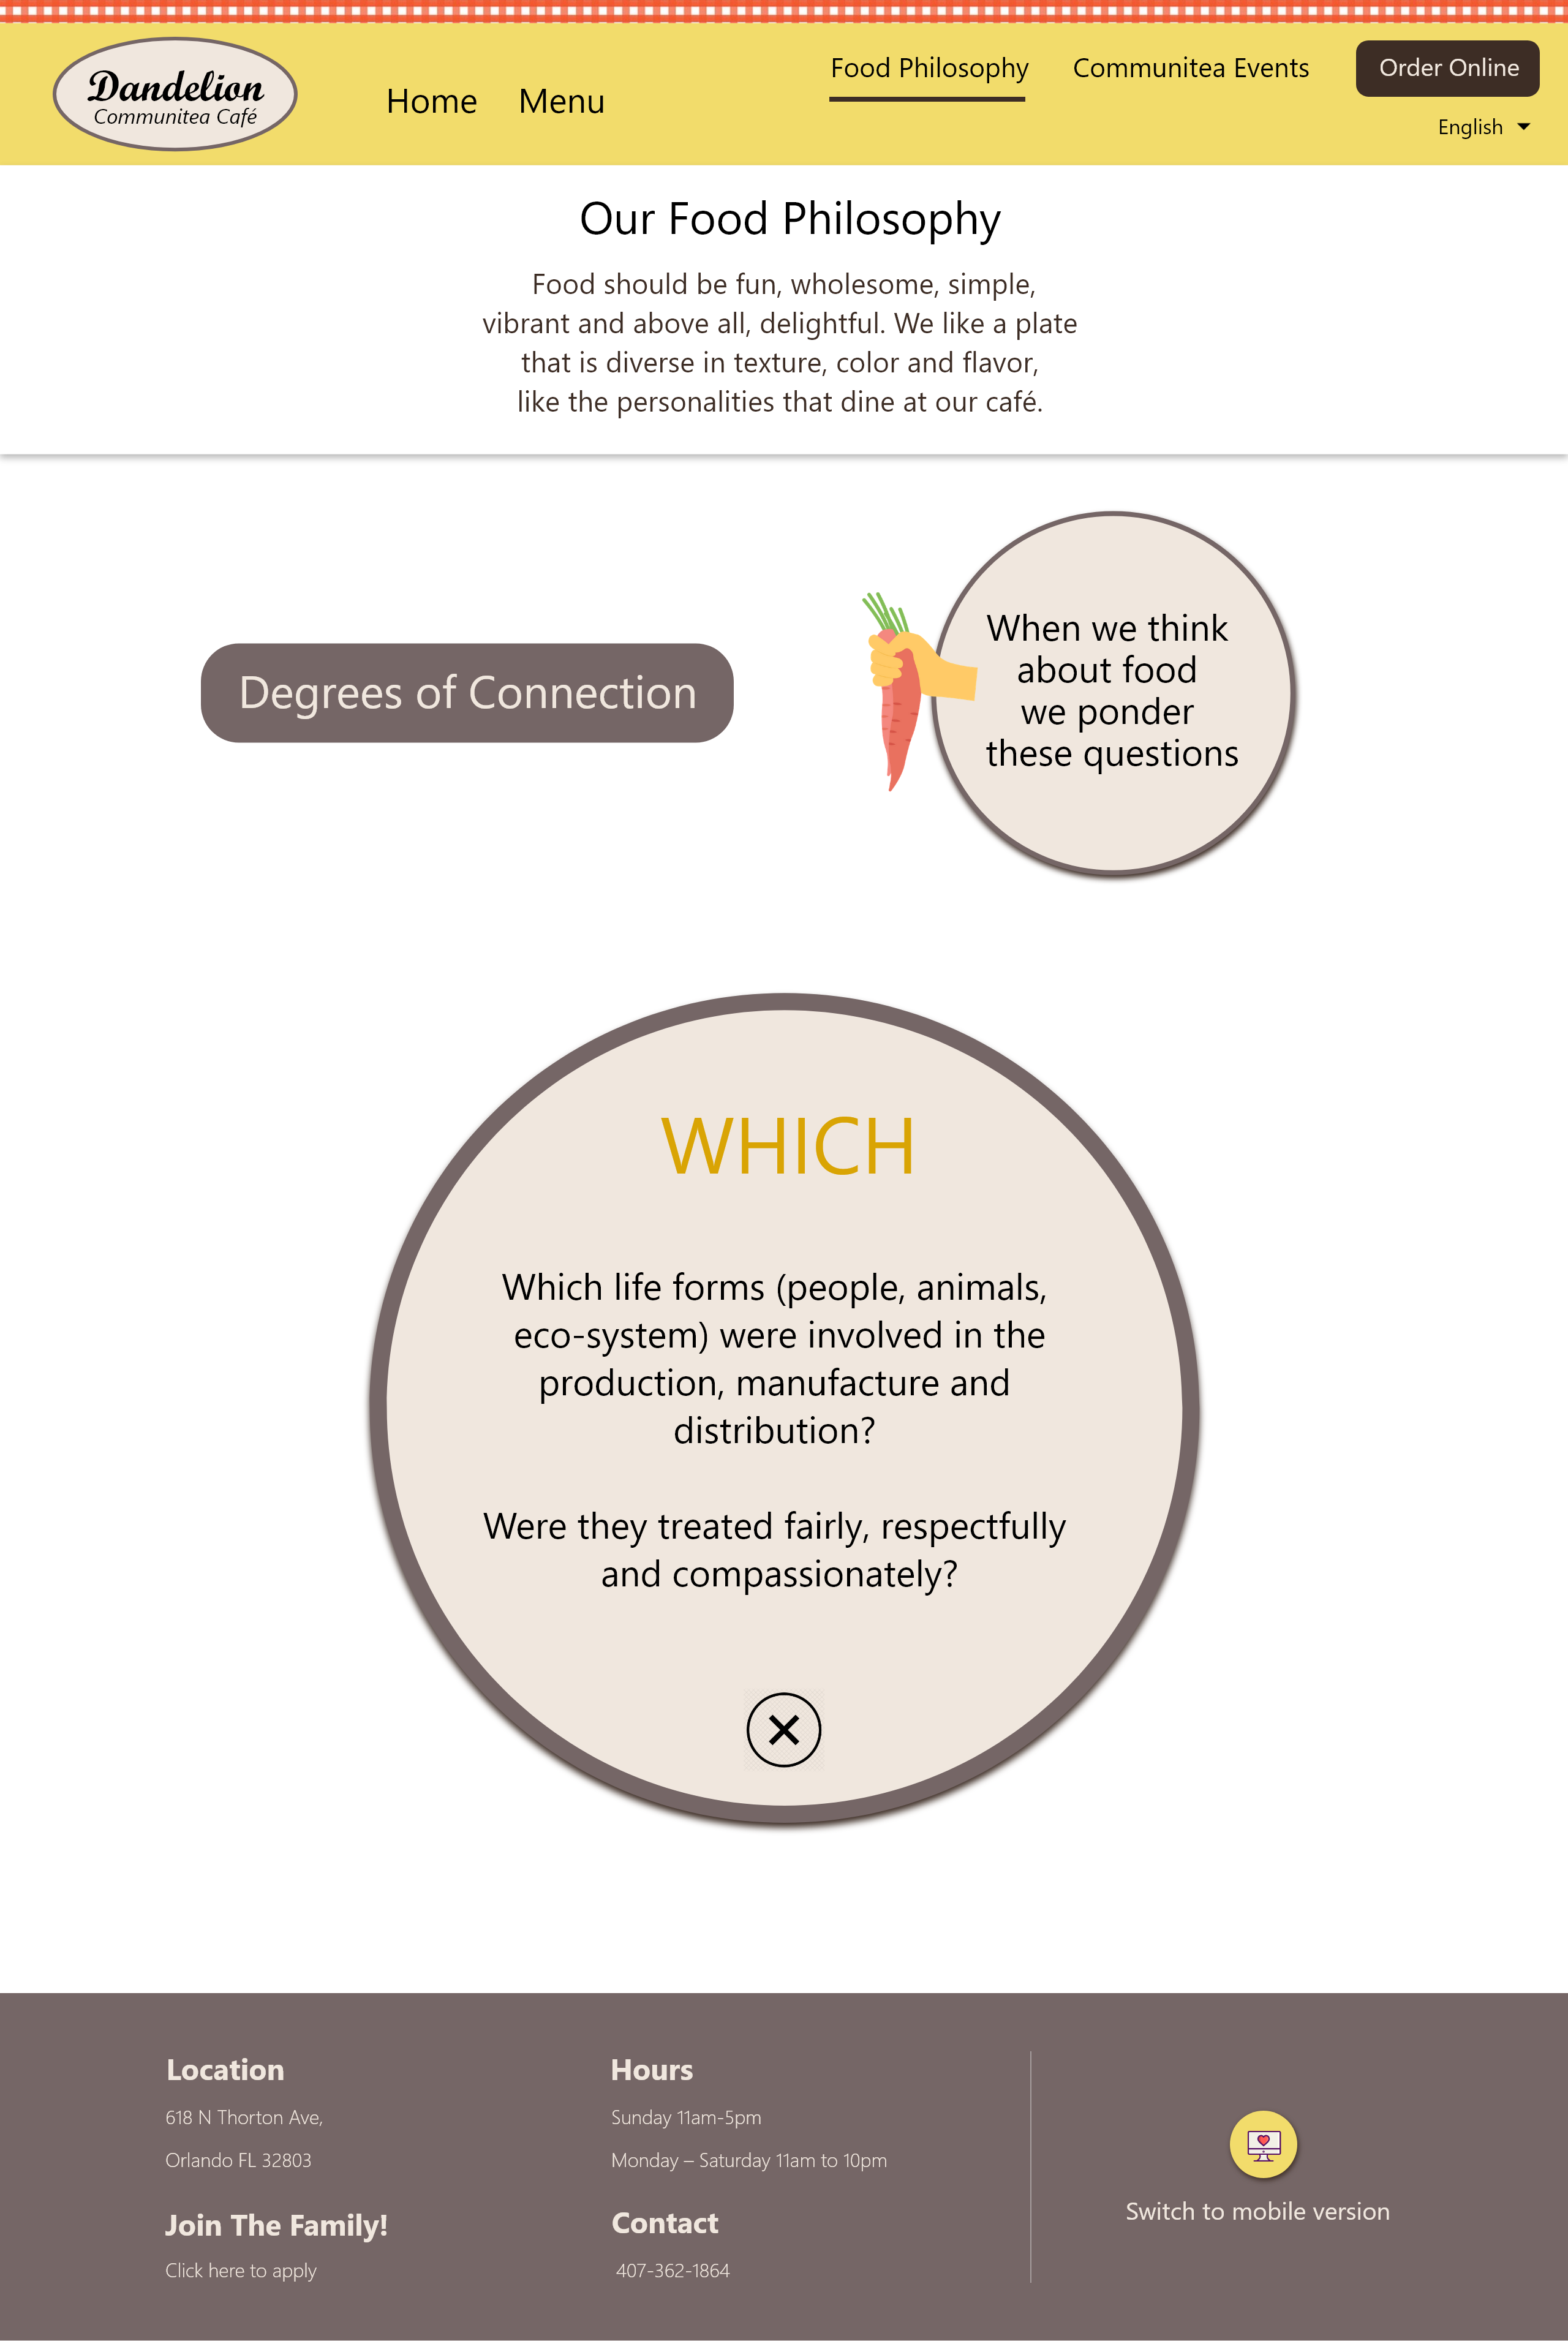 Dandelion
Communitea Café
Home
Menu
Food Philosophy
Communitea Events
Order Online
English
Our Food Philosophy
Food should be fun, wholesome, simple,
vibrant and above all, delightful. We like a plate
that is diverse in texture, color and flavor,
like the personalities that dine at our café.
Degrees of Connection
When we think
about food
we ponder
these questions
WHICH
Which life forms (people, animals,
eco-system) were involved in the
production, manufacture and
distribution?
Were they treated fairly, respectfully
and compassionately?
Location
618 N Thorton Ave,
Orlando FL 32803
Join The Family!
Click here to apply
Hours
Sunday 11am-5pm
Monday – Saturday 11am to 10pm
Contact
407-362-1864
Switch to mobile version